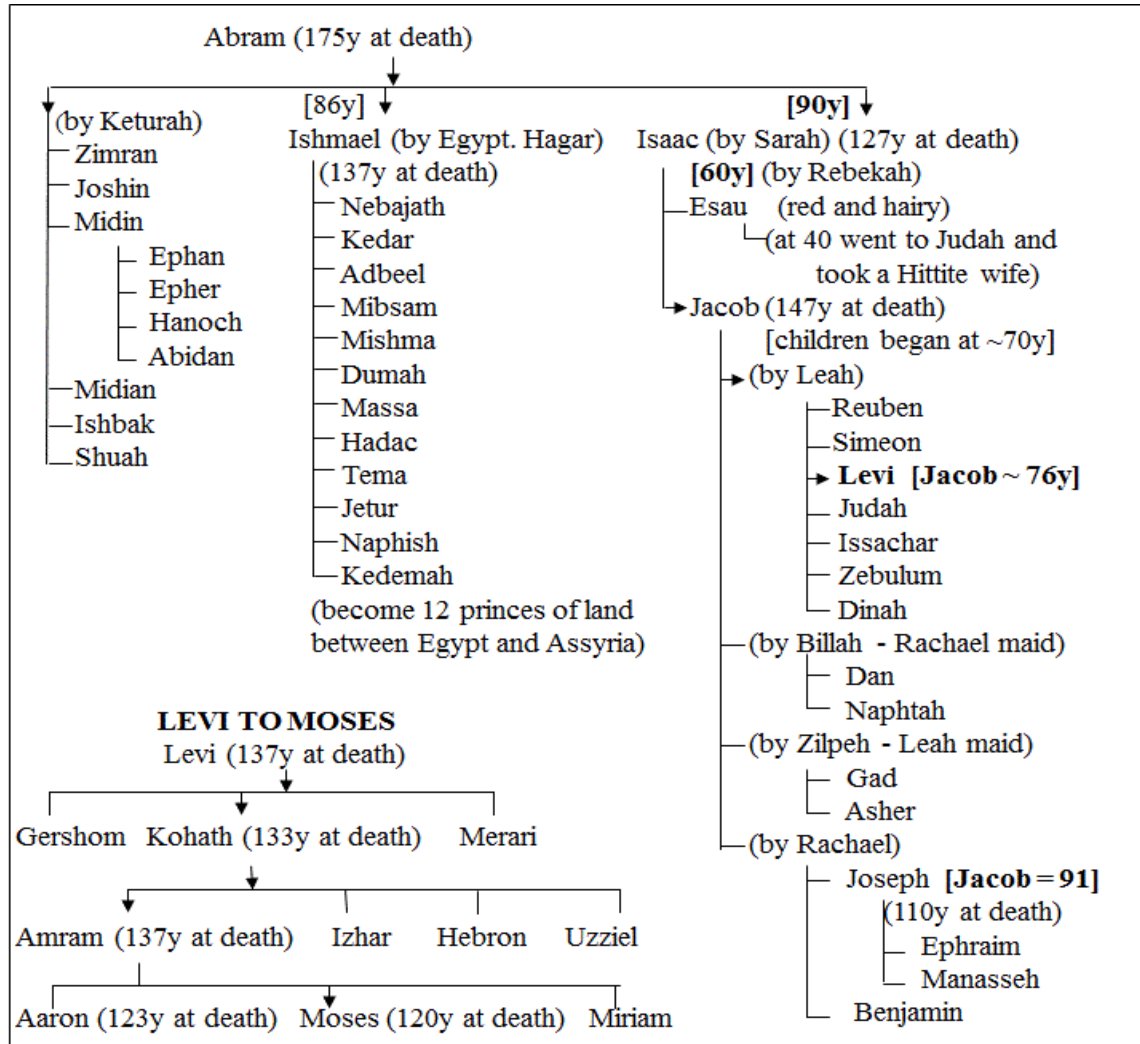 Abram (175y at death)
(by Keturah)
Zimran
Joshin
Midin
Ephan
Epher
Hanoch
Abidan
Midian
Ishbak
Shuah
[86y]
Ishmael (by Egypt. Hagar)
(137y at death)
Nebajath
Kedar
Adbeel
Mibsam
Mishma
Dumah
Massa
Hadac
Tema
Jetur
Naphish
Kedemah
(become 12 princes of land
between Egypt and Assyria)
[90y]
Isaac (by Sarah) (127y at death)
[60y] (by Rebekah)
Esau (red and hairy)
(at 40 went to Judah and
took a Hittite wife)
Jacob (147y at death)
[children began at ~70y]
(by Leah)
Reuben
Simeon
Levi [Jacob ~ 76y]
Judah
Issachar
Zebulum
Dinah
(by Billah - Rachael maid)
Dan
Naphtah
(by Zilpeh - Leah maid)
Gad
Asher
(by Rachael)
Joseph [Jacob = 91]
(110y at death)
Ephraim
Manasseh
Benjamin
LEVI TO MOSES
Levi (137y at death)
Gershom Kohath (133y at death) Merari
Amram (137y at death) Izhar Hebron Uzziel
Aaron (123y at death) Moses (120y at death) Miriam